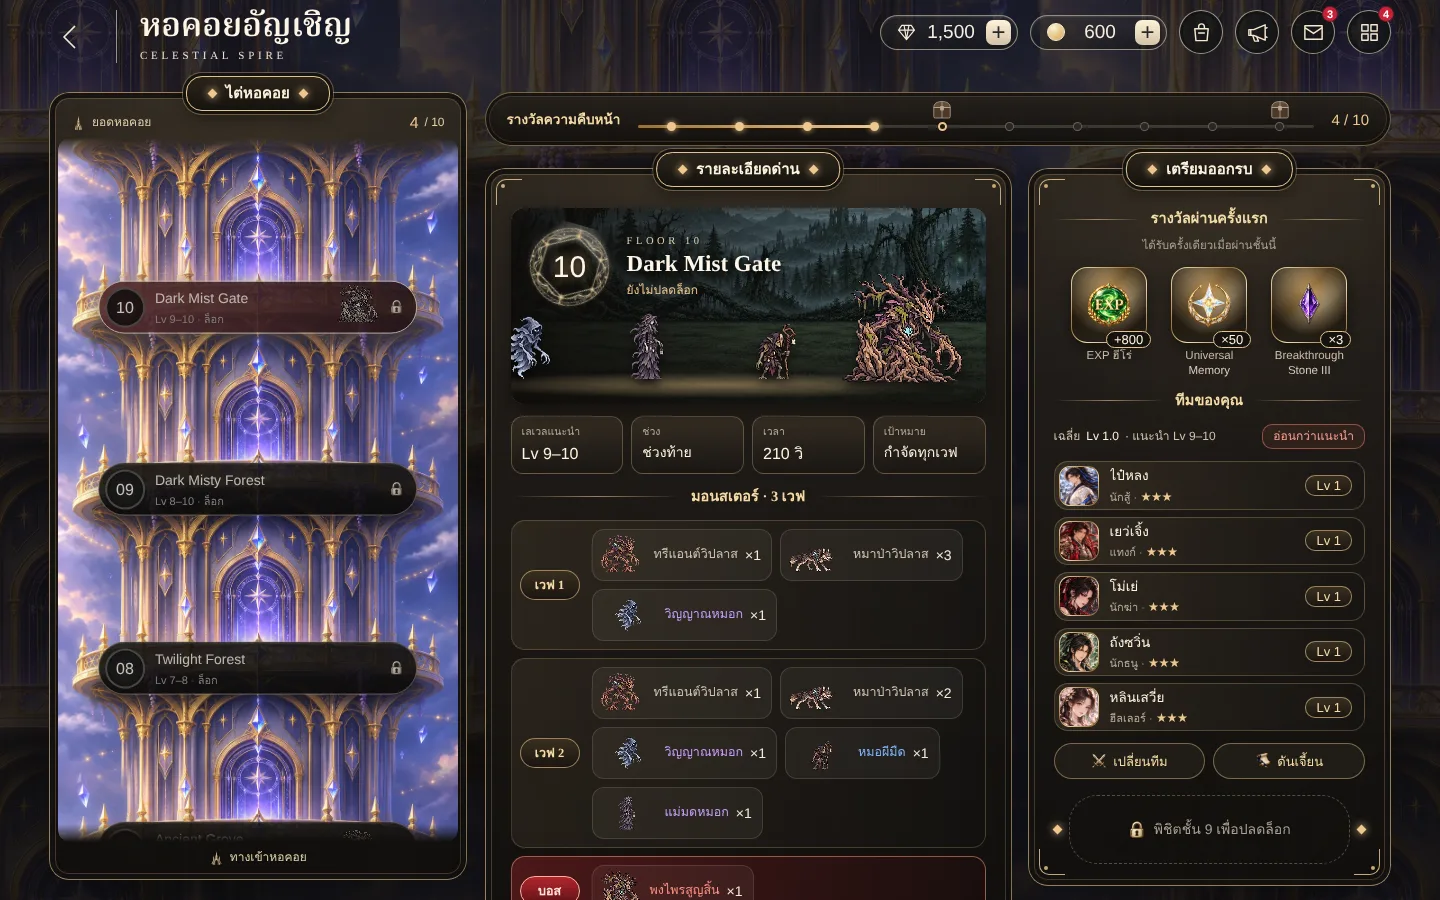 หอคอยอัญเชิญ
CELESTIAL SPIRE
1,500
600
3
4
ไต่หอคอย
ยอดหอคอย
4 / 10
10
Dark Mist Gate
Lv 9–10 · ล็อก
09
Dark Misty Forest
Lv 8–10 · ล็อก
08
Twilight Forest
Lv 7–8 · ล็อก
Ancient Grove
ทางเข้าหอคอย
รางวัลความคืบหน้า
4 / 10
รายละเอียดด่าน
10
FLOOR 10
Dark Mist Gate
ยังไม่ปลดล็อก
เลเวลแนะนำ
Lv 9–10
ช่วง
ช่วงท้าย
เวลา
210 วิ
เป้าหมาย
กำจัดทุกเวฟ
มอนสเตอร์ · 3 เวฟ
เวฟ 1
ทรีแอนต์วิปลาส ×1
หมาป่าวิปลาส ×3
วิญญาณหมอก ×1
เวฟ 2
ทรีแอนต์วิปลาส ×1
หมาป่าวิปลาส ×2
วิญญาณหมอก ×1
หมอผีมืด ×1
แม่มดหมอก ×1
บอส
พงไพรสูญสิ้น ×1
เตรียมออกรบ
รางวัลผ่านครั้งแรก
ได้รับครั้งเดียวเมื่อผ่านชั้นนี้
EXP
+800
EXP ฮีโร่
×50
Universal
Memory
×3
Breakthrough
Stone III
ทีมของคุณ
เฉลี่ย Lv 1.0 · แนะนำ Lv 9–10
อ่อนกว่าแนะนำ
ไป๋หลง
นักสู้ · ★★★
Lv 1
เยว่เจิ้ง
แทงก์ · ★★★
Lv 1
โม่เย่
นักฆ่า · ★★★
Lv 1
ถังซวิ่น
นักธนู · ★★★
Lv 1
หลินเสวี่ย
ฮีลเลอร์ · ★★★
Lv 1
เปลี่ยนทีม
ดันเจี้ยน
พิชิตชั้น 9 เพื่อปลดล็อก